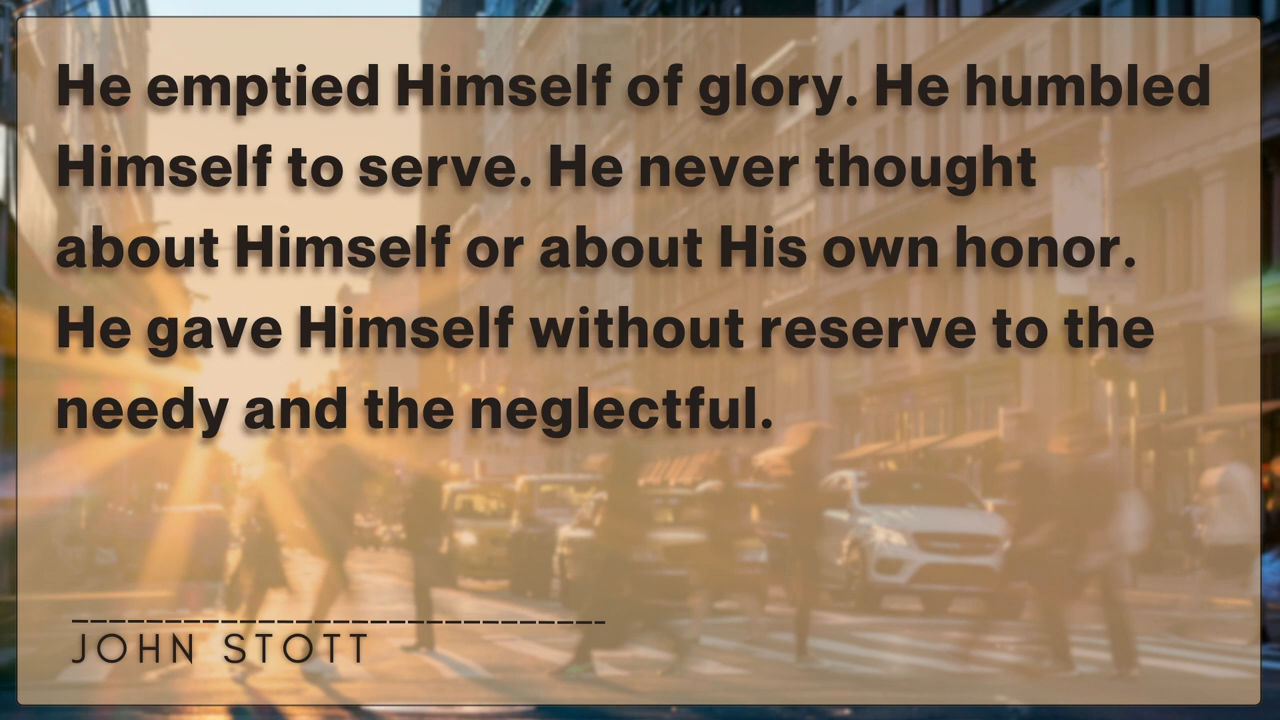 He emptied Himself of glory. He humbled
Himself to serve. He never thought
about Himself or about His own honor.
He gave Himself without reserve to the
needy and the neglectful.
JOHN STOTT